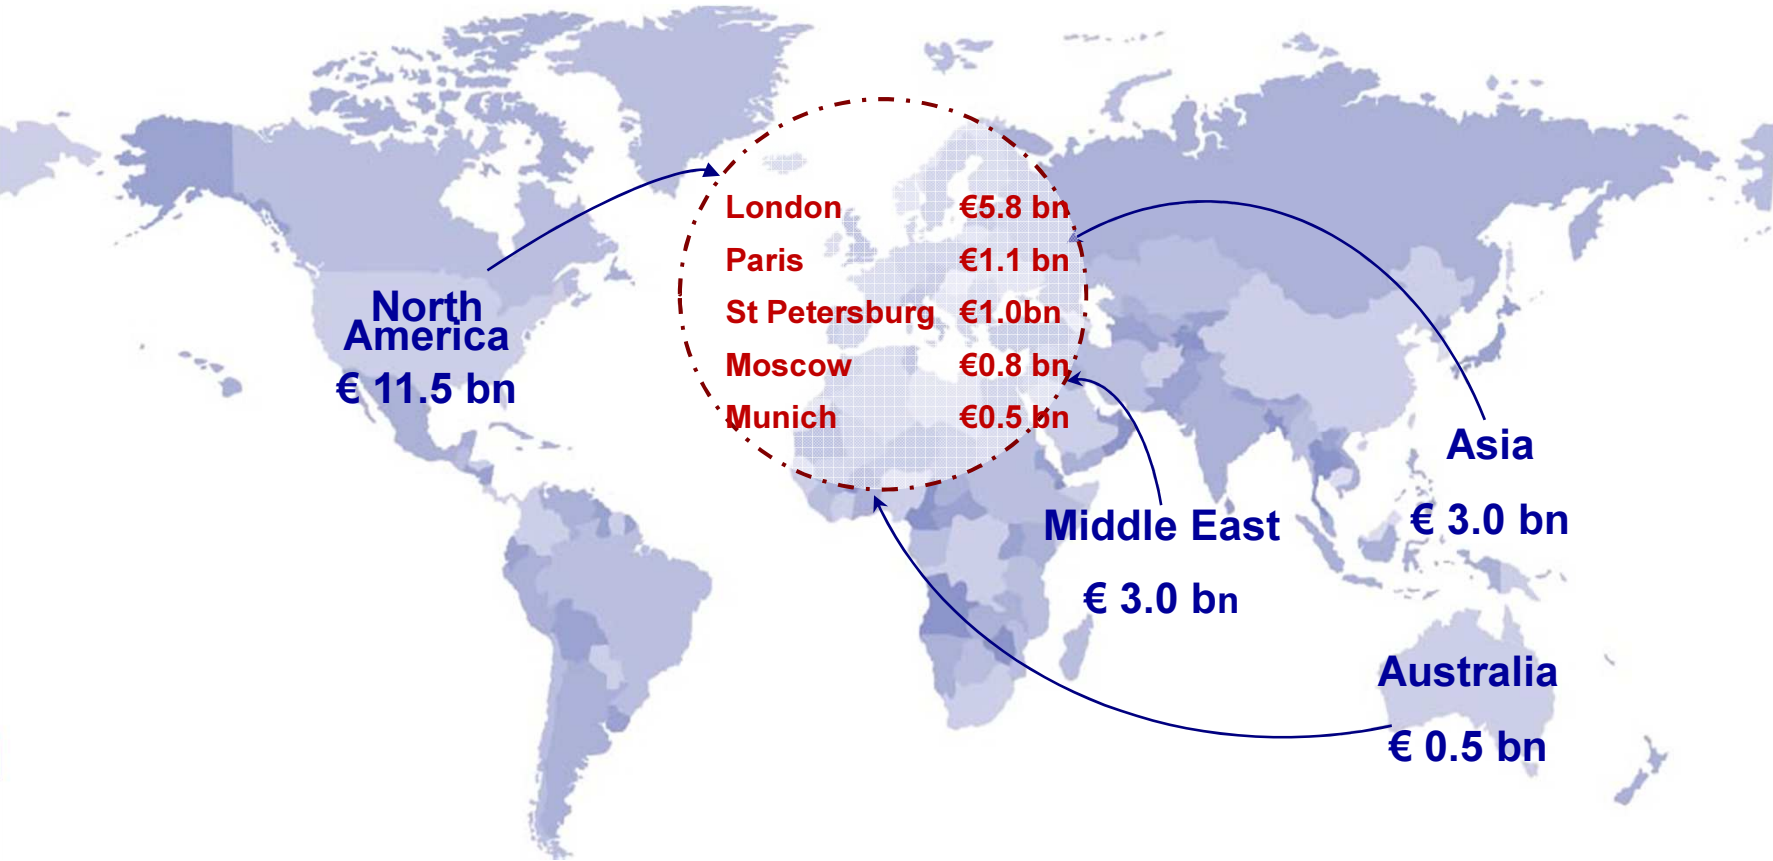 London €5.8 bn
Paris €1.1 bn
St Petersburg €1.0bn
Moscow €0.8 bn
Munich €0.5 bn
North
America
€ 11.5 bn
Asia
€ 3.0 bn
Middle East
€ 3.0 bn
Australia
€ 0.5 bn